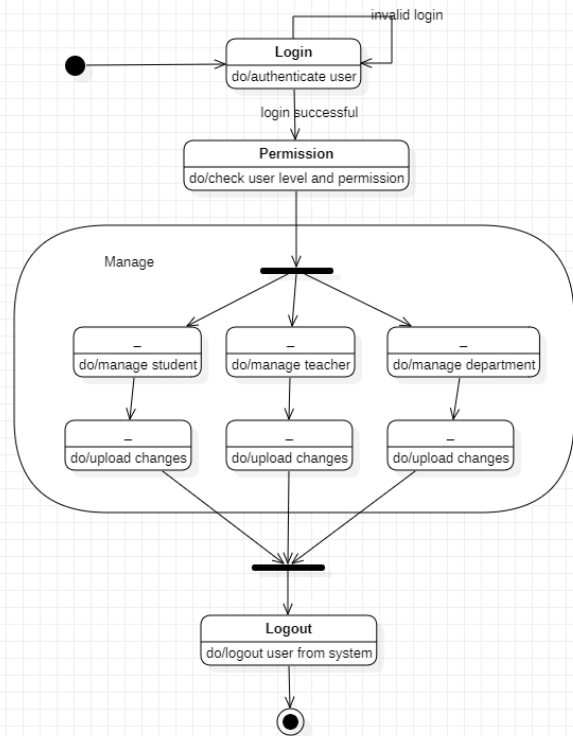 invalid login
Login
do/authenticate user
login successful
Permission
do/check user level and permission
Manage
–
–
–
do/manage student
do/manage teacher
do/manage department
–
–
–
do/upload changes
do/upload changes
do/upload changes
Logout
do/logout user from system